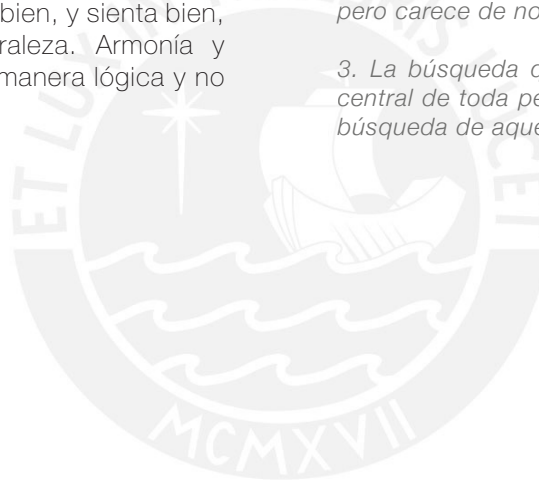 bien, y sienta bien,
raleza. Armonía y
manera lógica y no
pero carece de no
3. La búsqueda
central de toda pe
búsqueda de aque
ET LUX IN
LUCET
MCMXVII